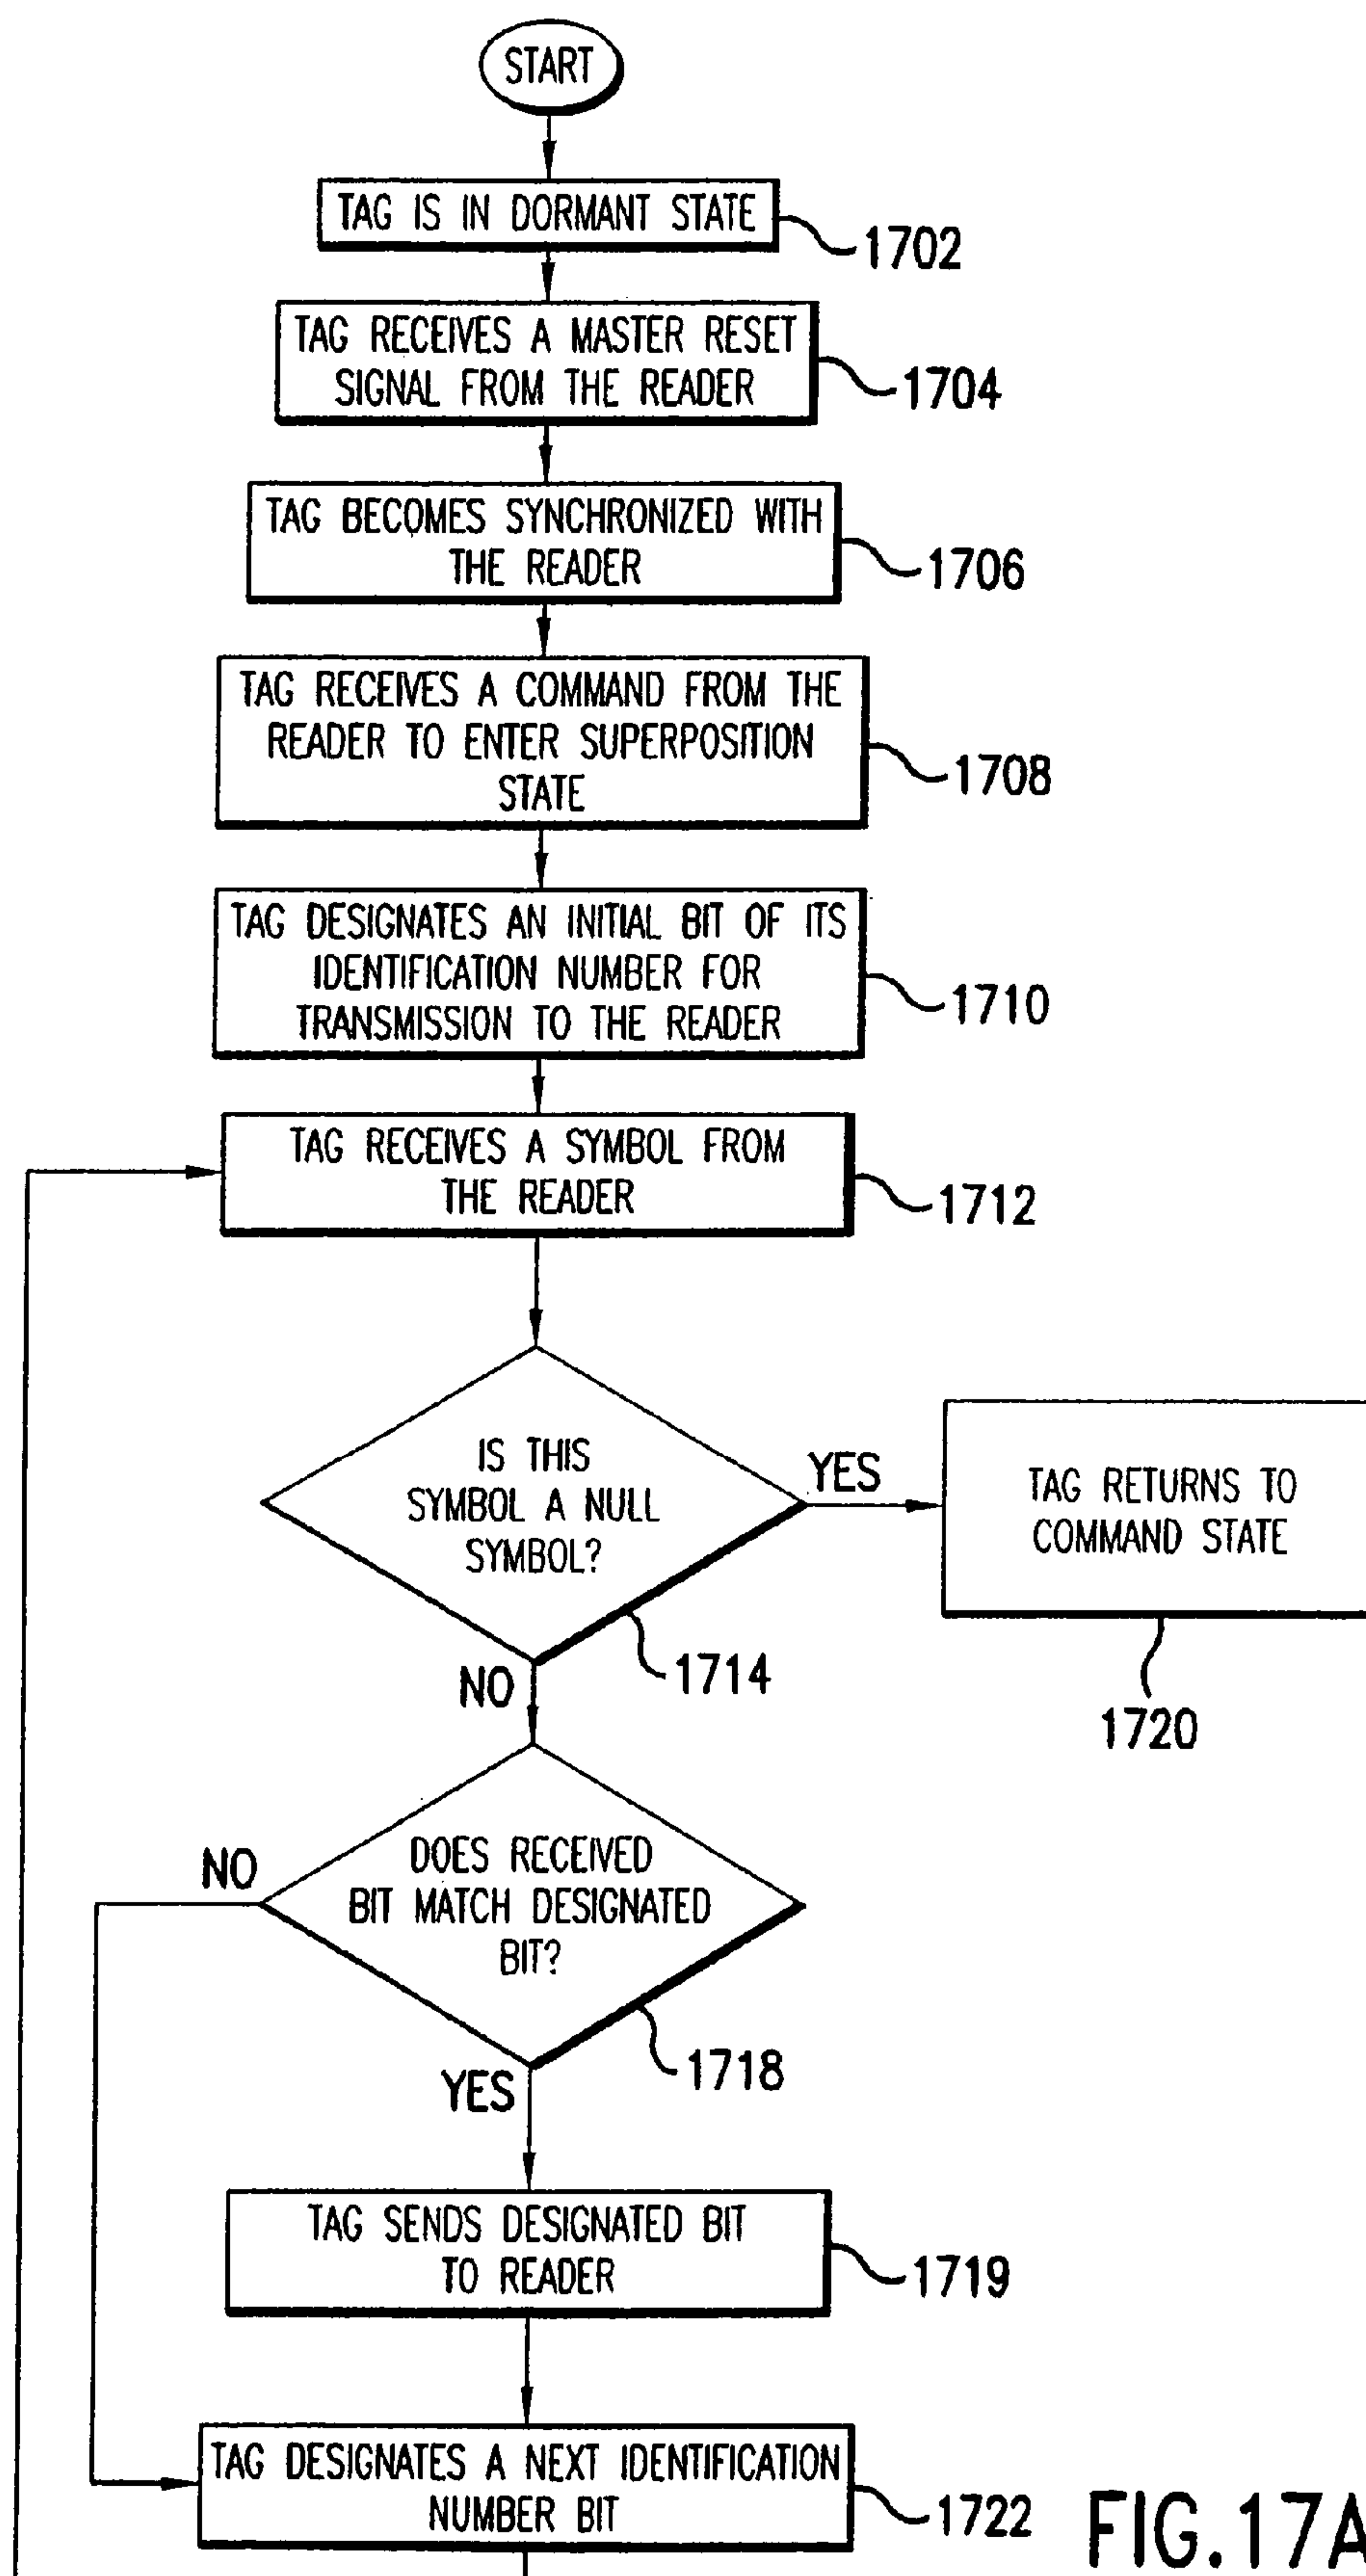 START
TAG IS IN DORMANT STATE
1702
TAG RECEIVES A MASTER RESET
SIGNAL FROM THE READER
1704
TAG BECOMES SYNCHRONIZED WITH
THE READER
1706
TAG RECEIVES A COMMAND FROM THE
READER TO ENTER SUPERPOSITION
STATE
1708
TAG DESIGNATES AN INITIAL BIT OF ITS
IDENTIFICATION NUMBER FOR
TRANSMISSION TO THE READER
1710
TAG RECEIVES A SYMBOL FROM
THE READER
1712
IS THIS
SYMBOL A NULL
SYMBOL?
YES
TAG RETURNS TO
COMMAND STATE
1714
NO
1720
DOES RECEIVED
BIT MATCH DESIGNATED
BIT?
NO
1718
YES
TAG SENDS DESIGNATED BIT
TO READER
1719
TAG DESIGNATES A NEXT IDENTIFICATION
NUMBER BIT
1722
FIG.17A